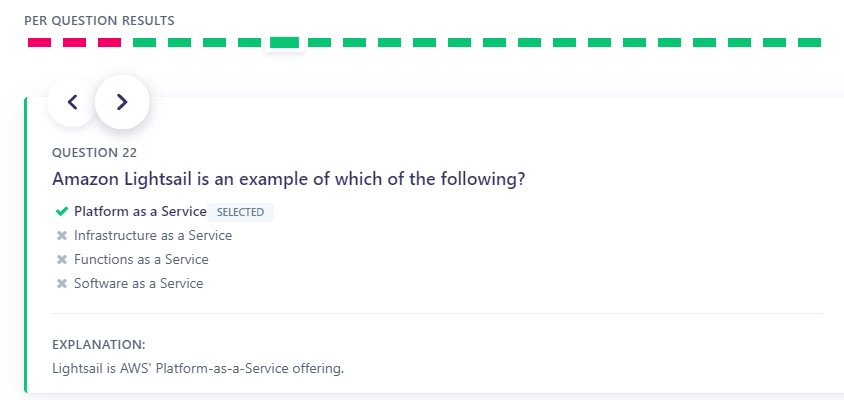 PER QUESTION RESULTS
QUESTION 22
Amazon Lightsail is an example of which of the following?
Platform as a Service SELECTED
Infrastructure as a Service
Functions as a Service
Software as a Service
EXPLANATION:
Lightsail is AWS' Platform-as-a-Service offering.